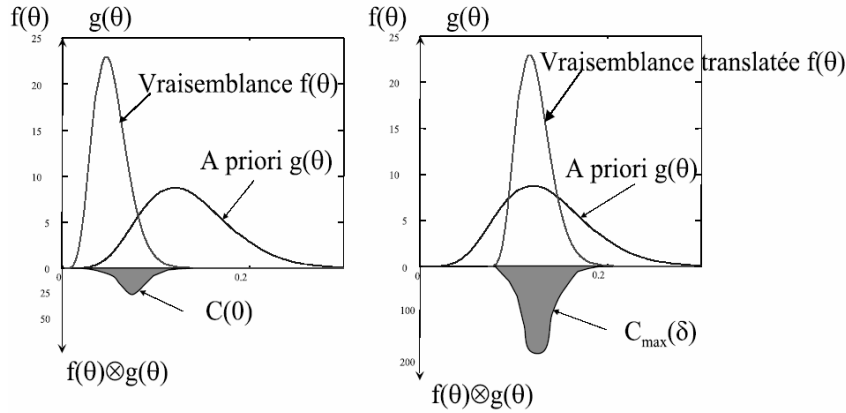 f(θ) g(θ)
25
20
15
10
5
0
25
50
0
0.2
Vraisemblance f(θ)
A priori g(θ)
C(0)
f(θ)⊗g(θ)
f(θ) g(θ)
25
20
15
10
5
0
100
200
0
0.2
Vraisemblance translatée f(θ)
A priori g(θ)
Cmax(δ)
f(θ)⊗g(θ)